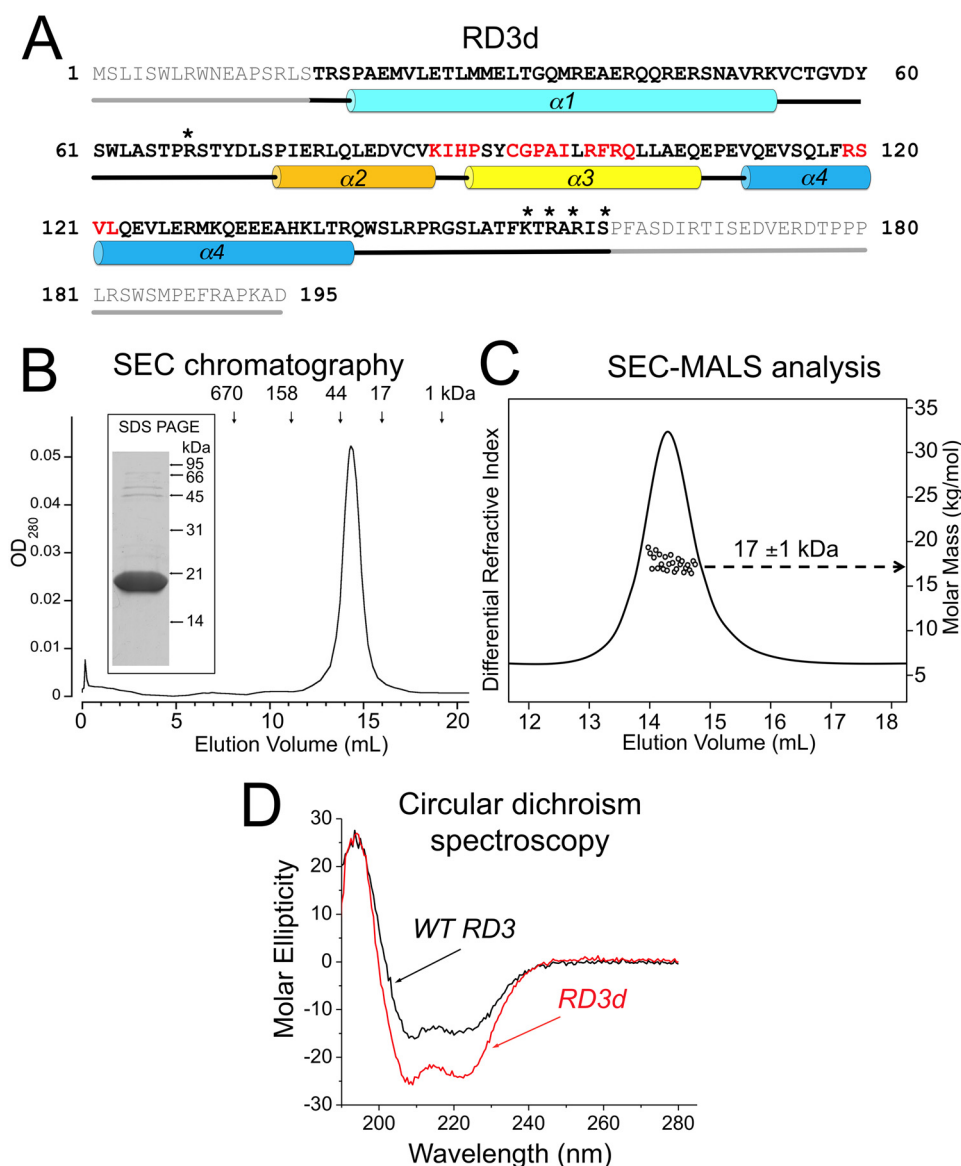 A
RD3d
1 MSLISWLRWNEAPSRLSTRSPAEMVLETLMMELTGQMREAERQQRERSNAVRKVCTGVDY 60
α1
*
61 SWLASTPRSTYDLSPIERLQLEDVCVKIHPSYCGPAILRFRQLLAEQEPEVQEVSQLFRS 120
α2 α3 α4
* * * *
121 VLQEVLERMKQEEEAHKLTRQWSLRPRGSLATFKTRARISPFASDIRTISEDVERDTPPP 180
α4
181 LRSWSMPEFRAPKAD 195
B
SEC chromatography
670 158 44 17 1 kDa
SDS PAGE
kDa
95
66
45
31
21
14
OD280
0.05
0.04
0.03
0.02
0.01
0
0 5 10 15 20
Elution Volume (mL)
C
SEC-MALS analysis
Differential Refractive Index
17 ±1 kDa
35
30
25
20
15
10
5
Molar Mass (kg/mol)
12 13 14 15 16 17 18
Elution Volume (mL)
D
Circular dichroism
spectroscopy
Molar Ellipticity
30
20
10
0
-10
-20
-30
WT RD3
RD3d
200 220 240 260 280
Wavelength (nm)